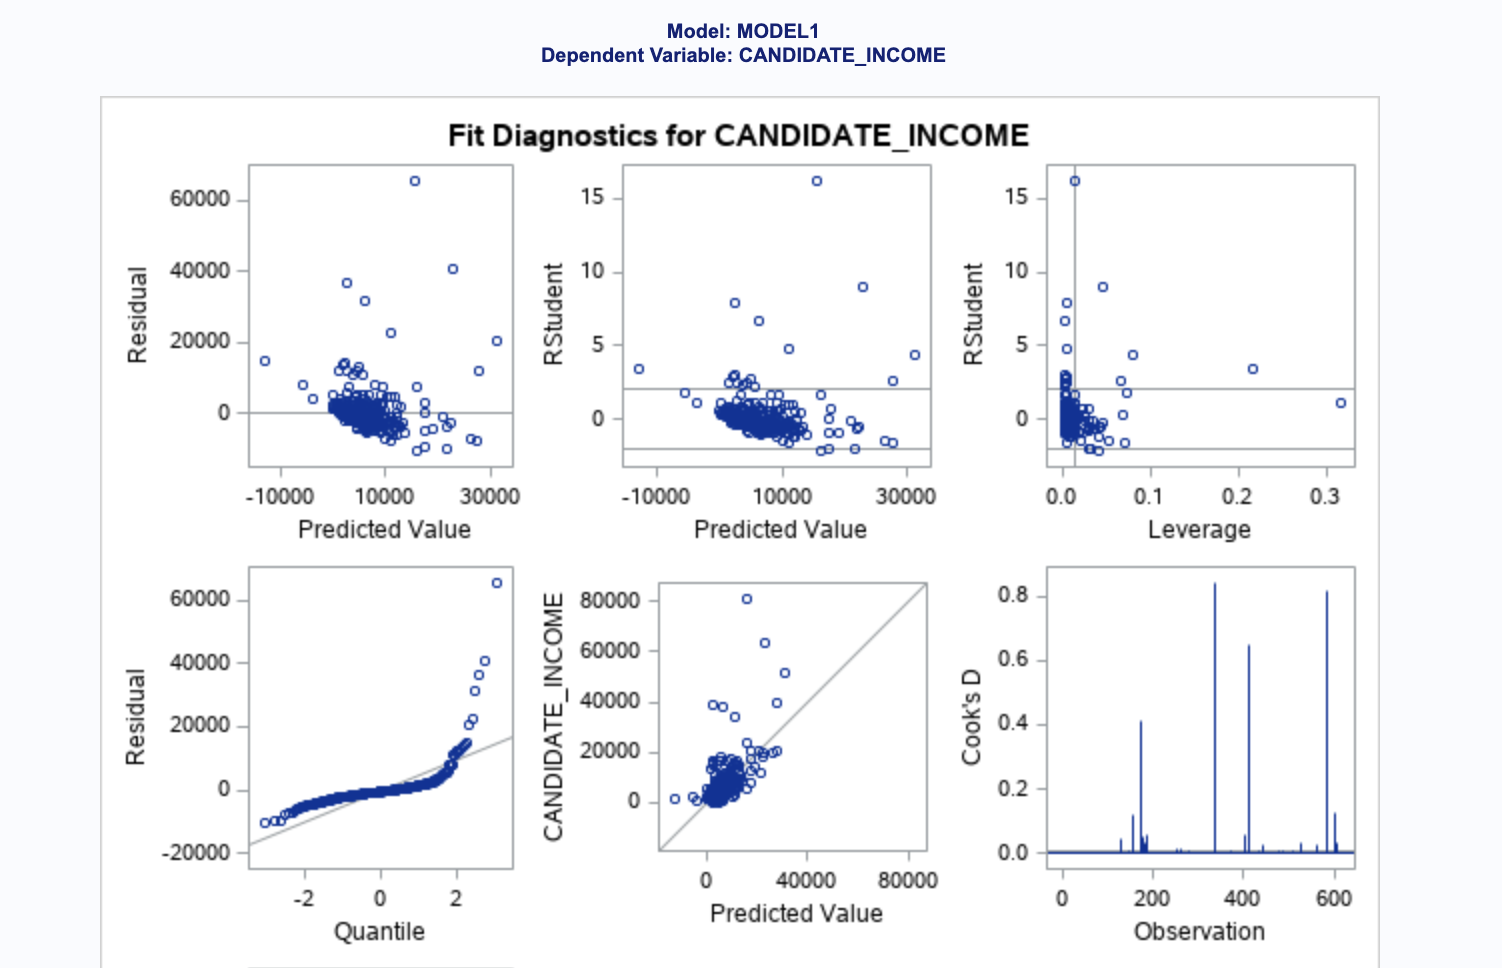 Model: MODEL1
Dependent Variable: CANDIDATE_INCOME
Fit Diagnostics for CANDIDATE_INCOME
Residual
60000
40000
20000
0
-10000 10000 30000
Predicted Value
RStudent
15
10
5
0
-10000 10000 30000
Predicted Value
RStudent
15
10
5
0
0.0 0.1 0.2 0.3
Leverage
Residual
60000
40000
20000
0
-20000
-2 0 2
Quantile
CANDIDATE_INCOME
80000
60000
40000
20000
0
0 40000 80000
Predicted Value
Cook's D
0.8
0.6
0.4
0.2
0.0
0 200 400 600
Observation